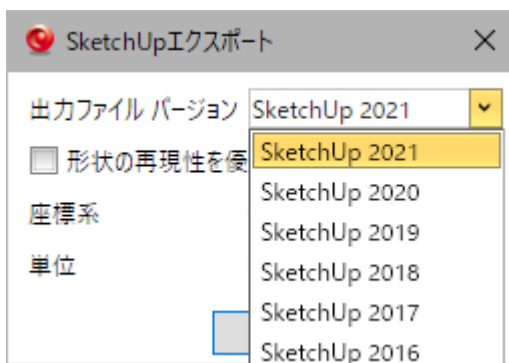 SketchUpエクスポート
出力ファイル バージョン SketchUp 2021
SketchUp 2021
形状の再現性を優
SketchUp 2020
座標系
SketchUp 2019
SketchUp 2018
単位
SketchUp 2017
SketchUp 2016